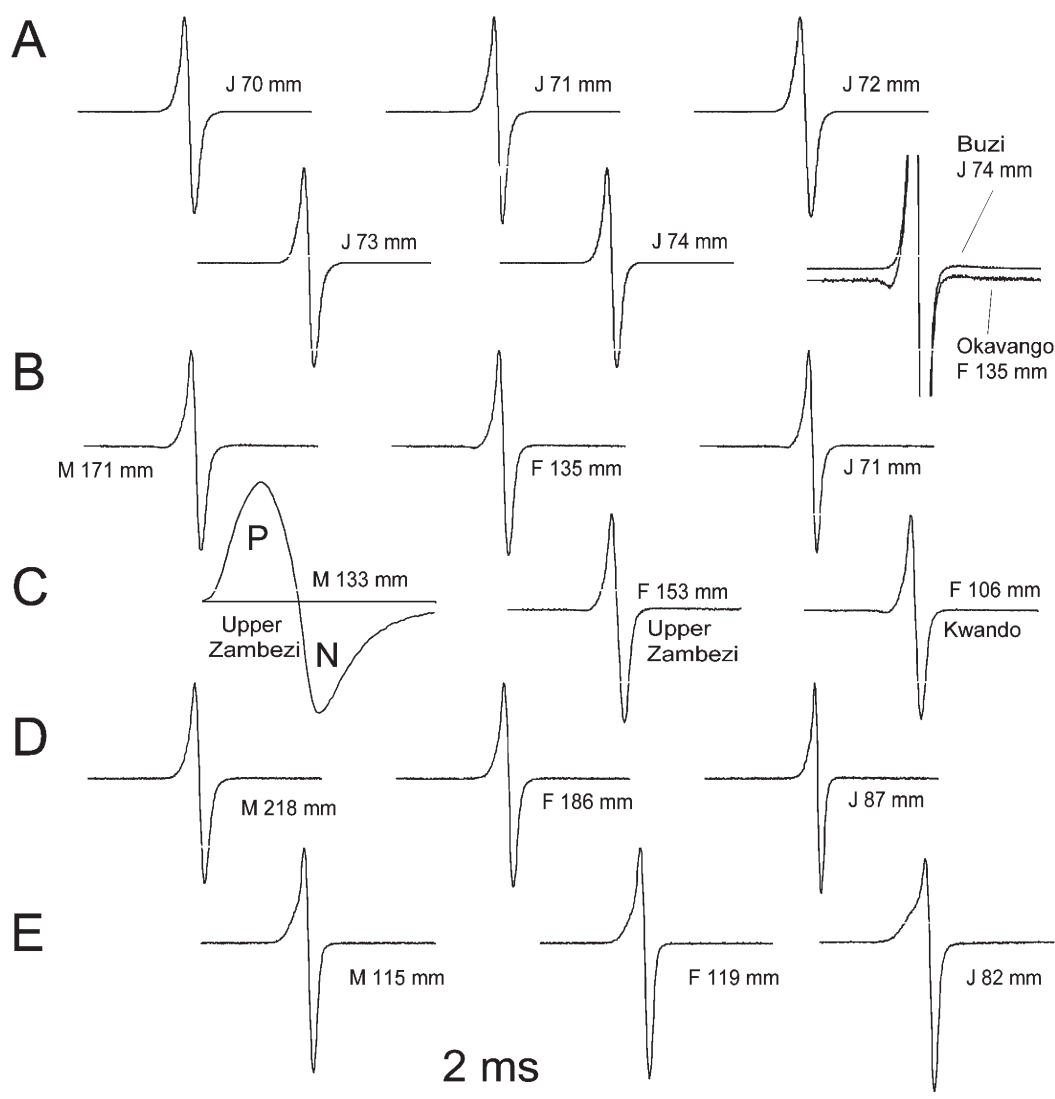 A
J 70 mm
J 71 mm
J 72 mm
Buzi
J 74 mm
J 73 mm
J 74 mm
Okavango
F 135 mm
B
M 171 mm
F 135 mm
J 71 mm
C
P
M 133 mm
Upper
Zambezi
N
F 153 mm
Upper
Zambezi
F 106 mm
Kwando
D
M 218 mm
F 186 mm
J 87 mm
E
M 115 mm
F 119 mm
J 82 mm
2 ms